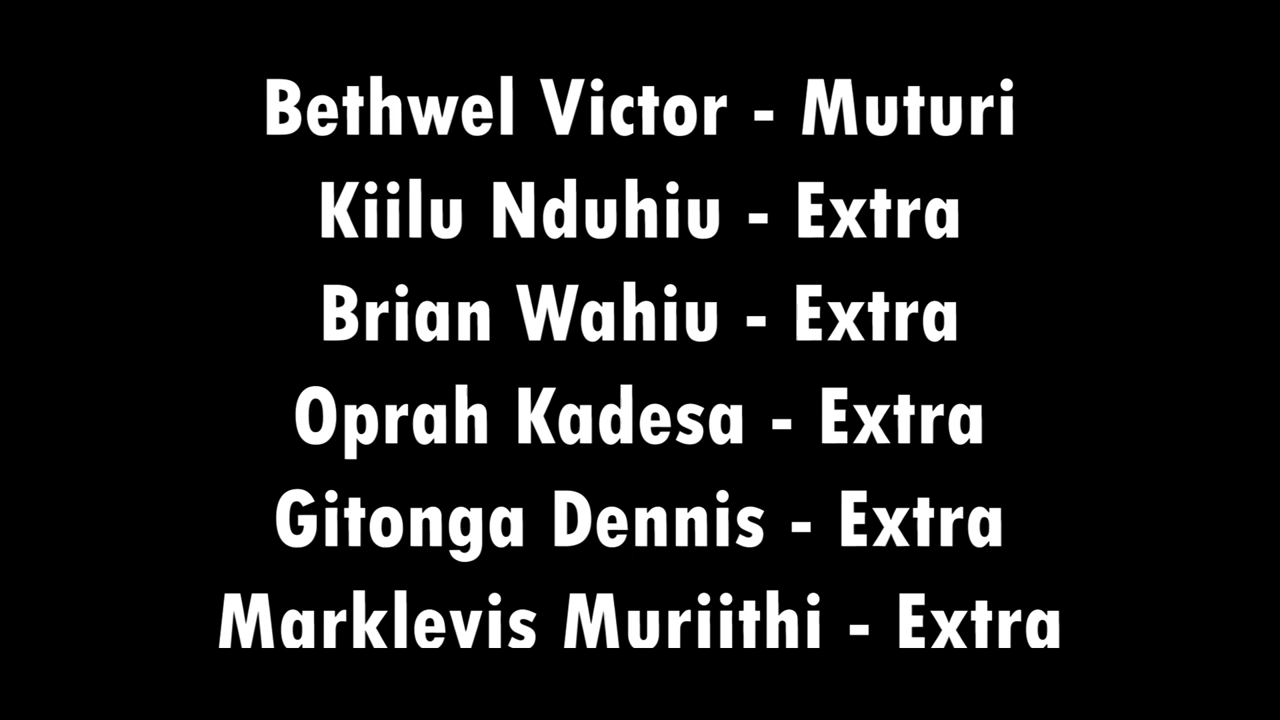 Bethwel Victor - Muturi
Kiilu Nduhiu - Extra
Brian Wahiu - Extra
Oprah Kadesa - Extra
Gitonga Dennis - Extra
Marklevis Muriithi - Extra